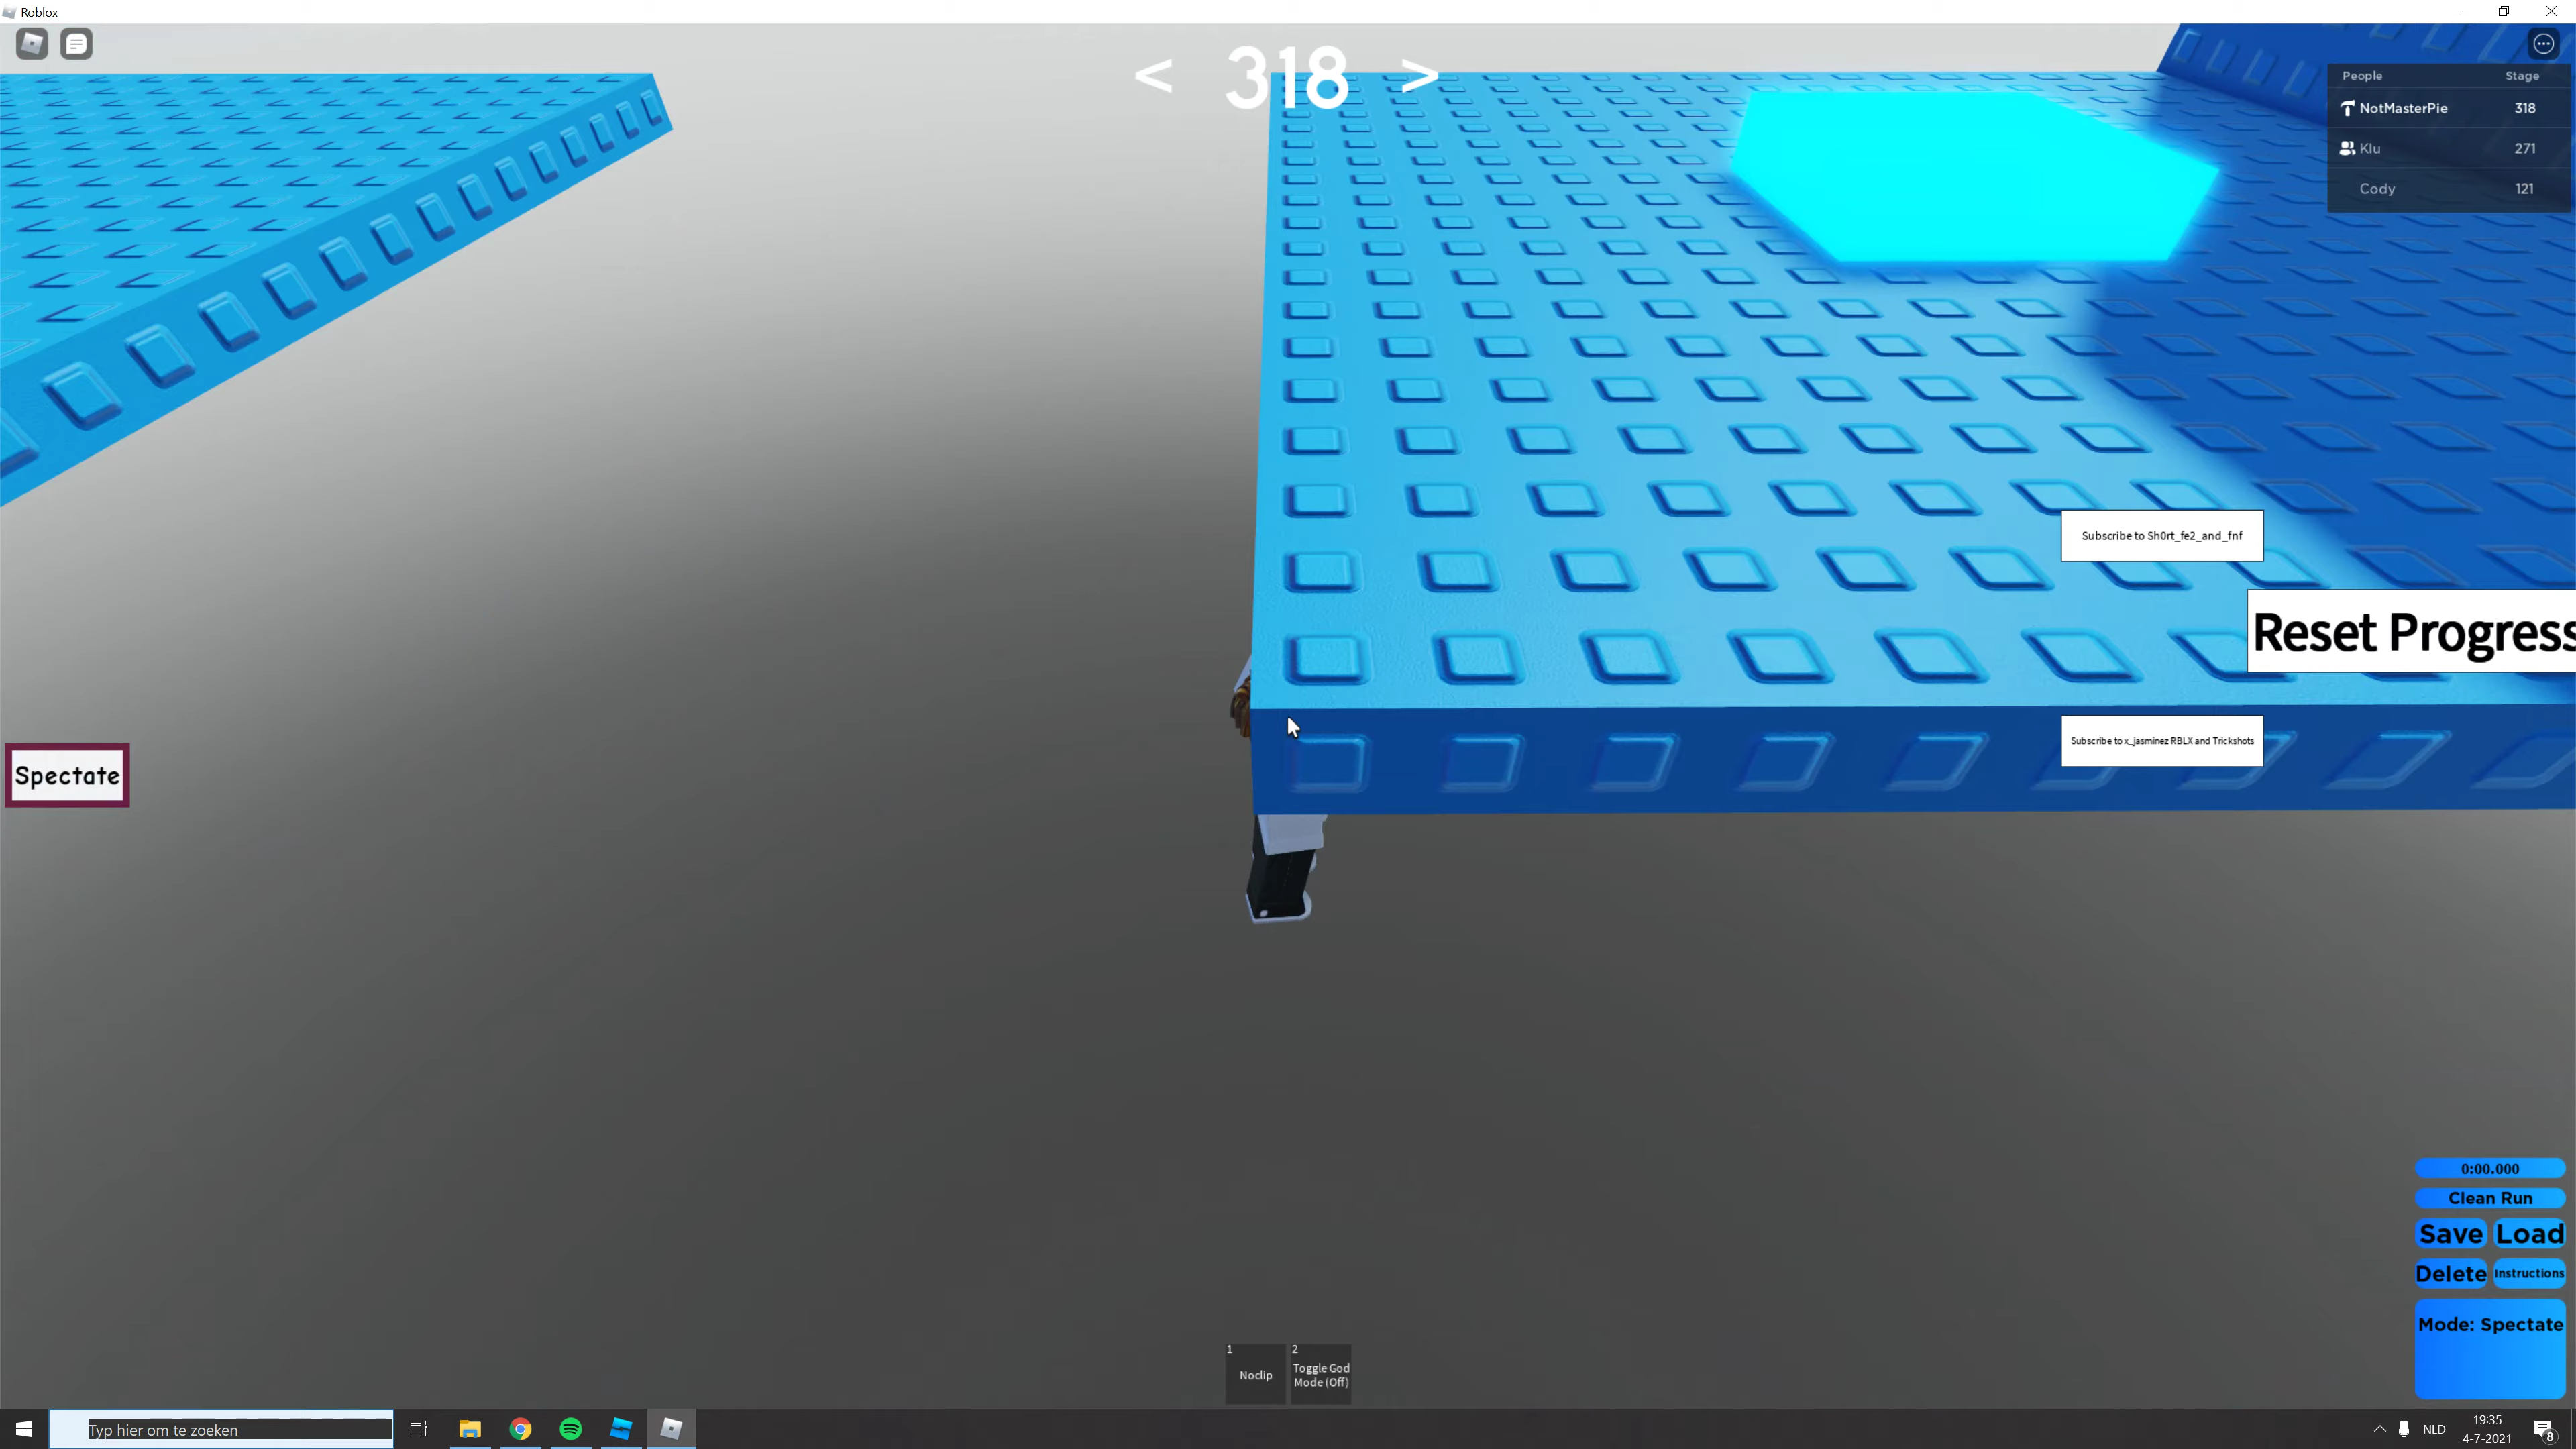 Roblox
< 318 >
People Stage
NotMasterPie 318
Klu 271
Cody 121
Subscribe to Sh0rt_fe2_and_fnf
Reset Progress
Subscribe to x_jasminez RBLX and Trickshots
Spectate
0:00.000
Clean Run
Save Load
Delete Instructions
Mode: Spectate
1 2
Noclip
Toggle God
Mode (Off)
Typ hier om te zoeken
NLD
19:35
4-7-2021
8